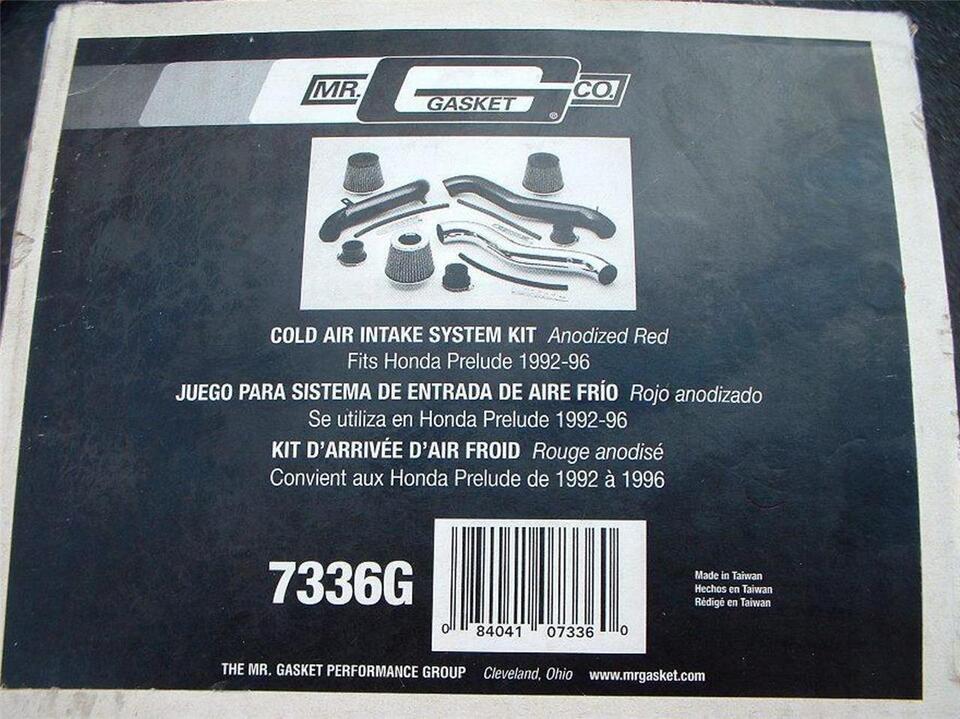 MR. GASKET CO.
®
COLD AIR INTAKE SYSTEM KIT Anodized Red
Fits Honda Prelude 1992-96
JUEGO PARA SISTEMA DE ENTRADA DE AIRE FRÍO Rojo anodizado
Se utiliza en Honda Prelude 1992-96
KIT D'ARRIVÉE D'AIR FROID Rouge anodisé
Convient aux Honda Prelude de 1992 à 1996
7336G
0 84041 07336 0
Made in Taiwan
Hechos en Taiwan
Rédigé en Taiwan
THE MR. GASKET PERFORMANCE GROUP Cleveland, Ohio www.mrgasket.com